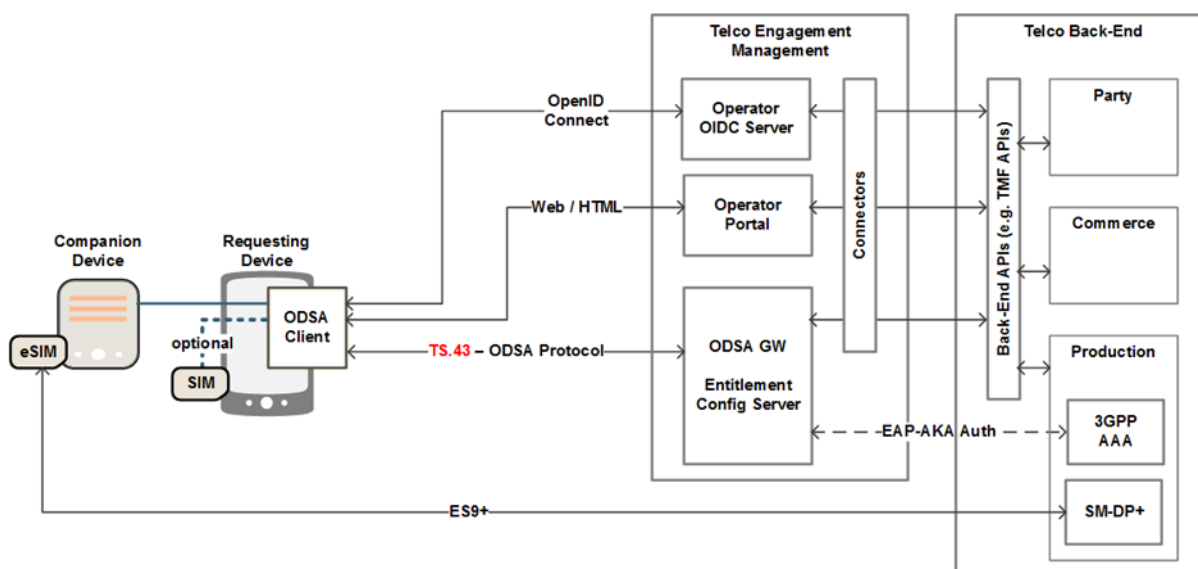 Telco Engagement
Management
Telco Back-End
OpenID
Connect
Operator
OIDC Server
Party
Web / HTML
Operator
Portal
Connectors
Back-End APIs (e.g. TMF APIs)
Commerce
Companion
Device
Requesting
Device
ODSA
Client
optional
eSIM
SIM
TS.43 – ODSA Protocol
ODSA GW
Entitlement
Config Server
Production
EAP-AKA Auth
3GPP
AAA
ES9+
SM-DP+